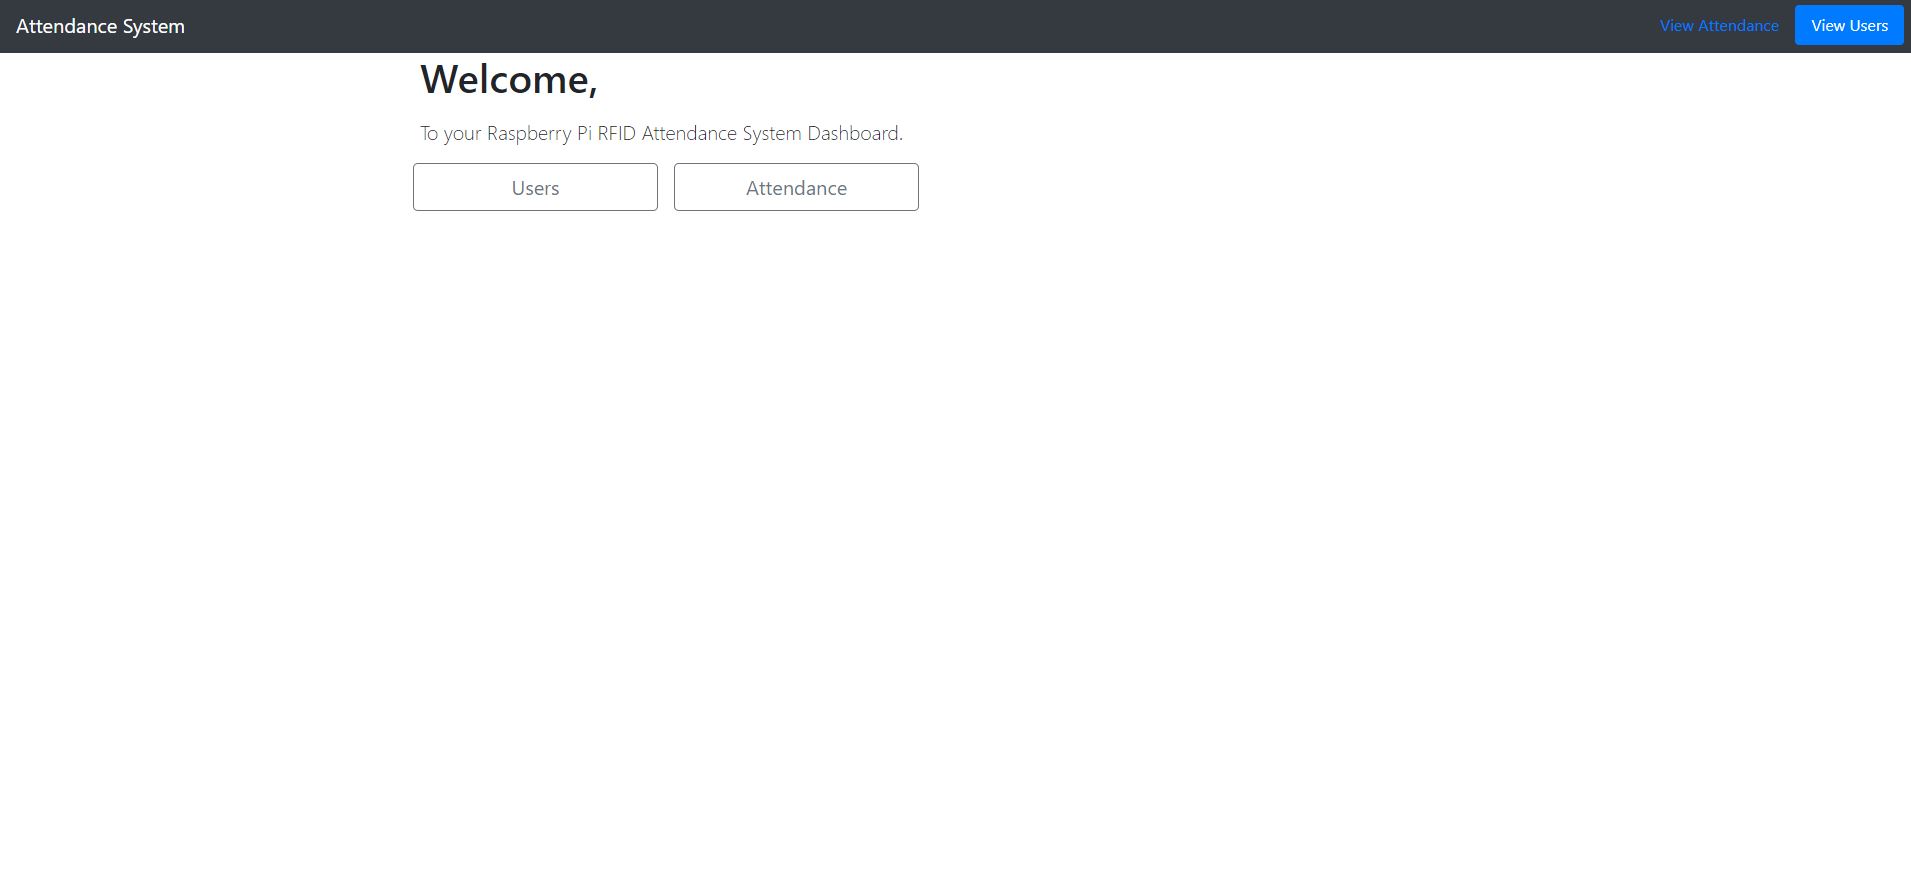 Attendance System
View Attendance
View Users
Welcome,
To your Raspberry Pi RFID Attendance System Dashboard.
Users
Attendance